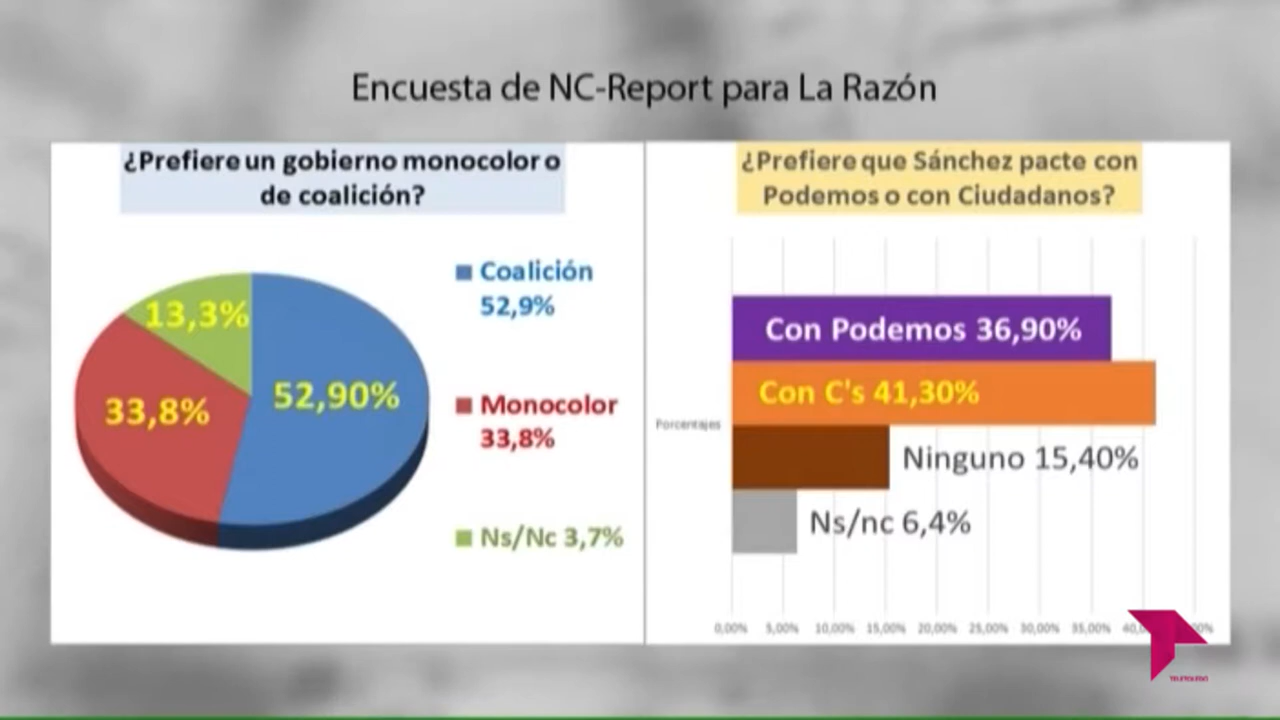 Encuesta de NC-Report para La Razón
¿Prefiere un gobierno monocolor o
de coalición?
13,3%
33,8%
52,90%
Coalición
52,9%
Monocolor
33,8%
Ns/Nc 3,7%
¿Prefiere que Sánchez pacte con
Podemos o con Ciudadanos?
Con Podemos 36,90%
Con C's 41,30%
Porcentajes
Ninguno 15,40%
Ns/nc 6,4%
0,00% 5,00% 10,00% 15,00% 20,00% 25,00% 30,00% 35,00%